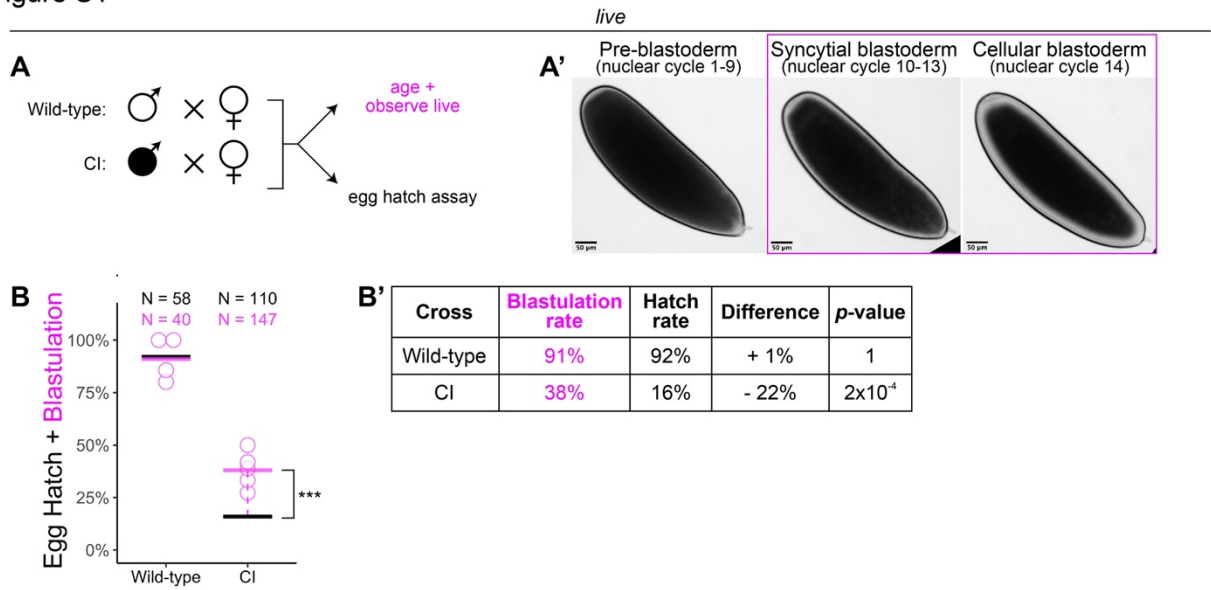 live
A
Wild-type:
CI:
age +
observe live
egg hatch assay
A’
Pre-blastoderm
(nuclear cycle 1-9)
Syncytial blastoderm
(nuclear cycle 10-13)
Cellular blastoderm
(nuclear cycle 14)
50 µm
50 µm
50 µm
B
Egg Hatch + Blastulation
N = 58
N = 110
N = 40
N = 147
100%
75%
50%
25%
0%
***
Wild-type
CI
B’
Cross Blastulation rate Hatch rate Difference p-value
Wild-type 91% 92% + 1% 1
CI 38% 16% - 22% 2x10⁻⁴